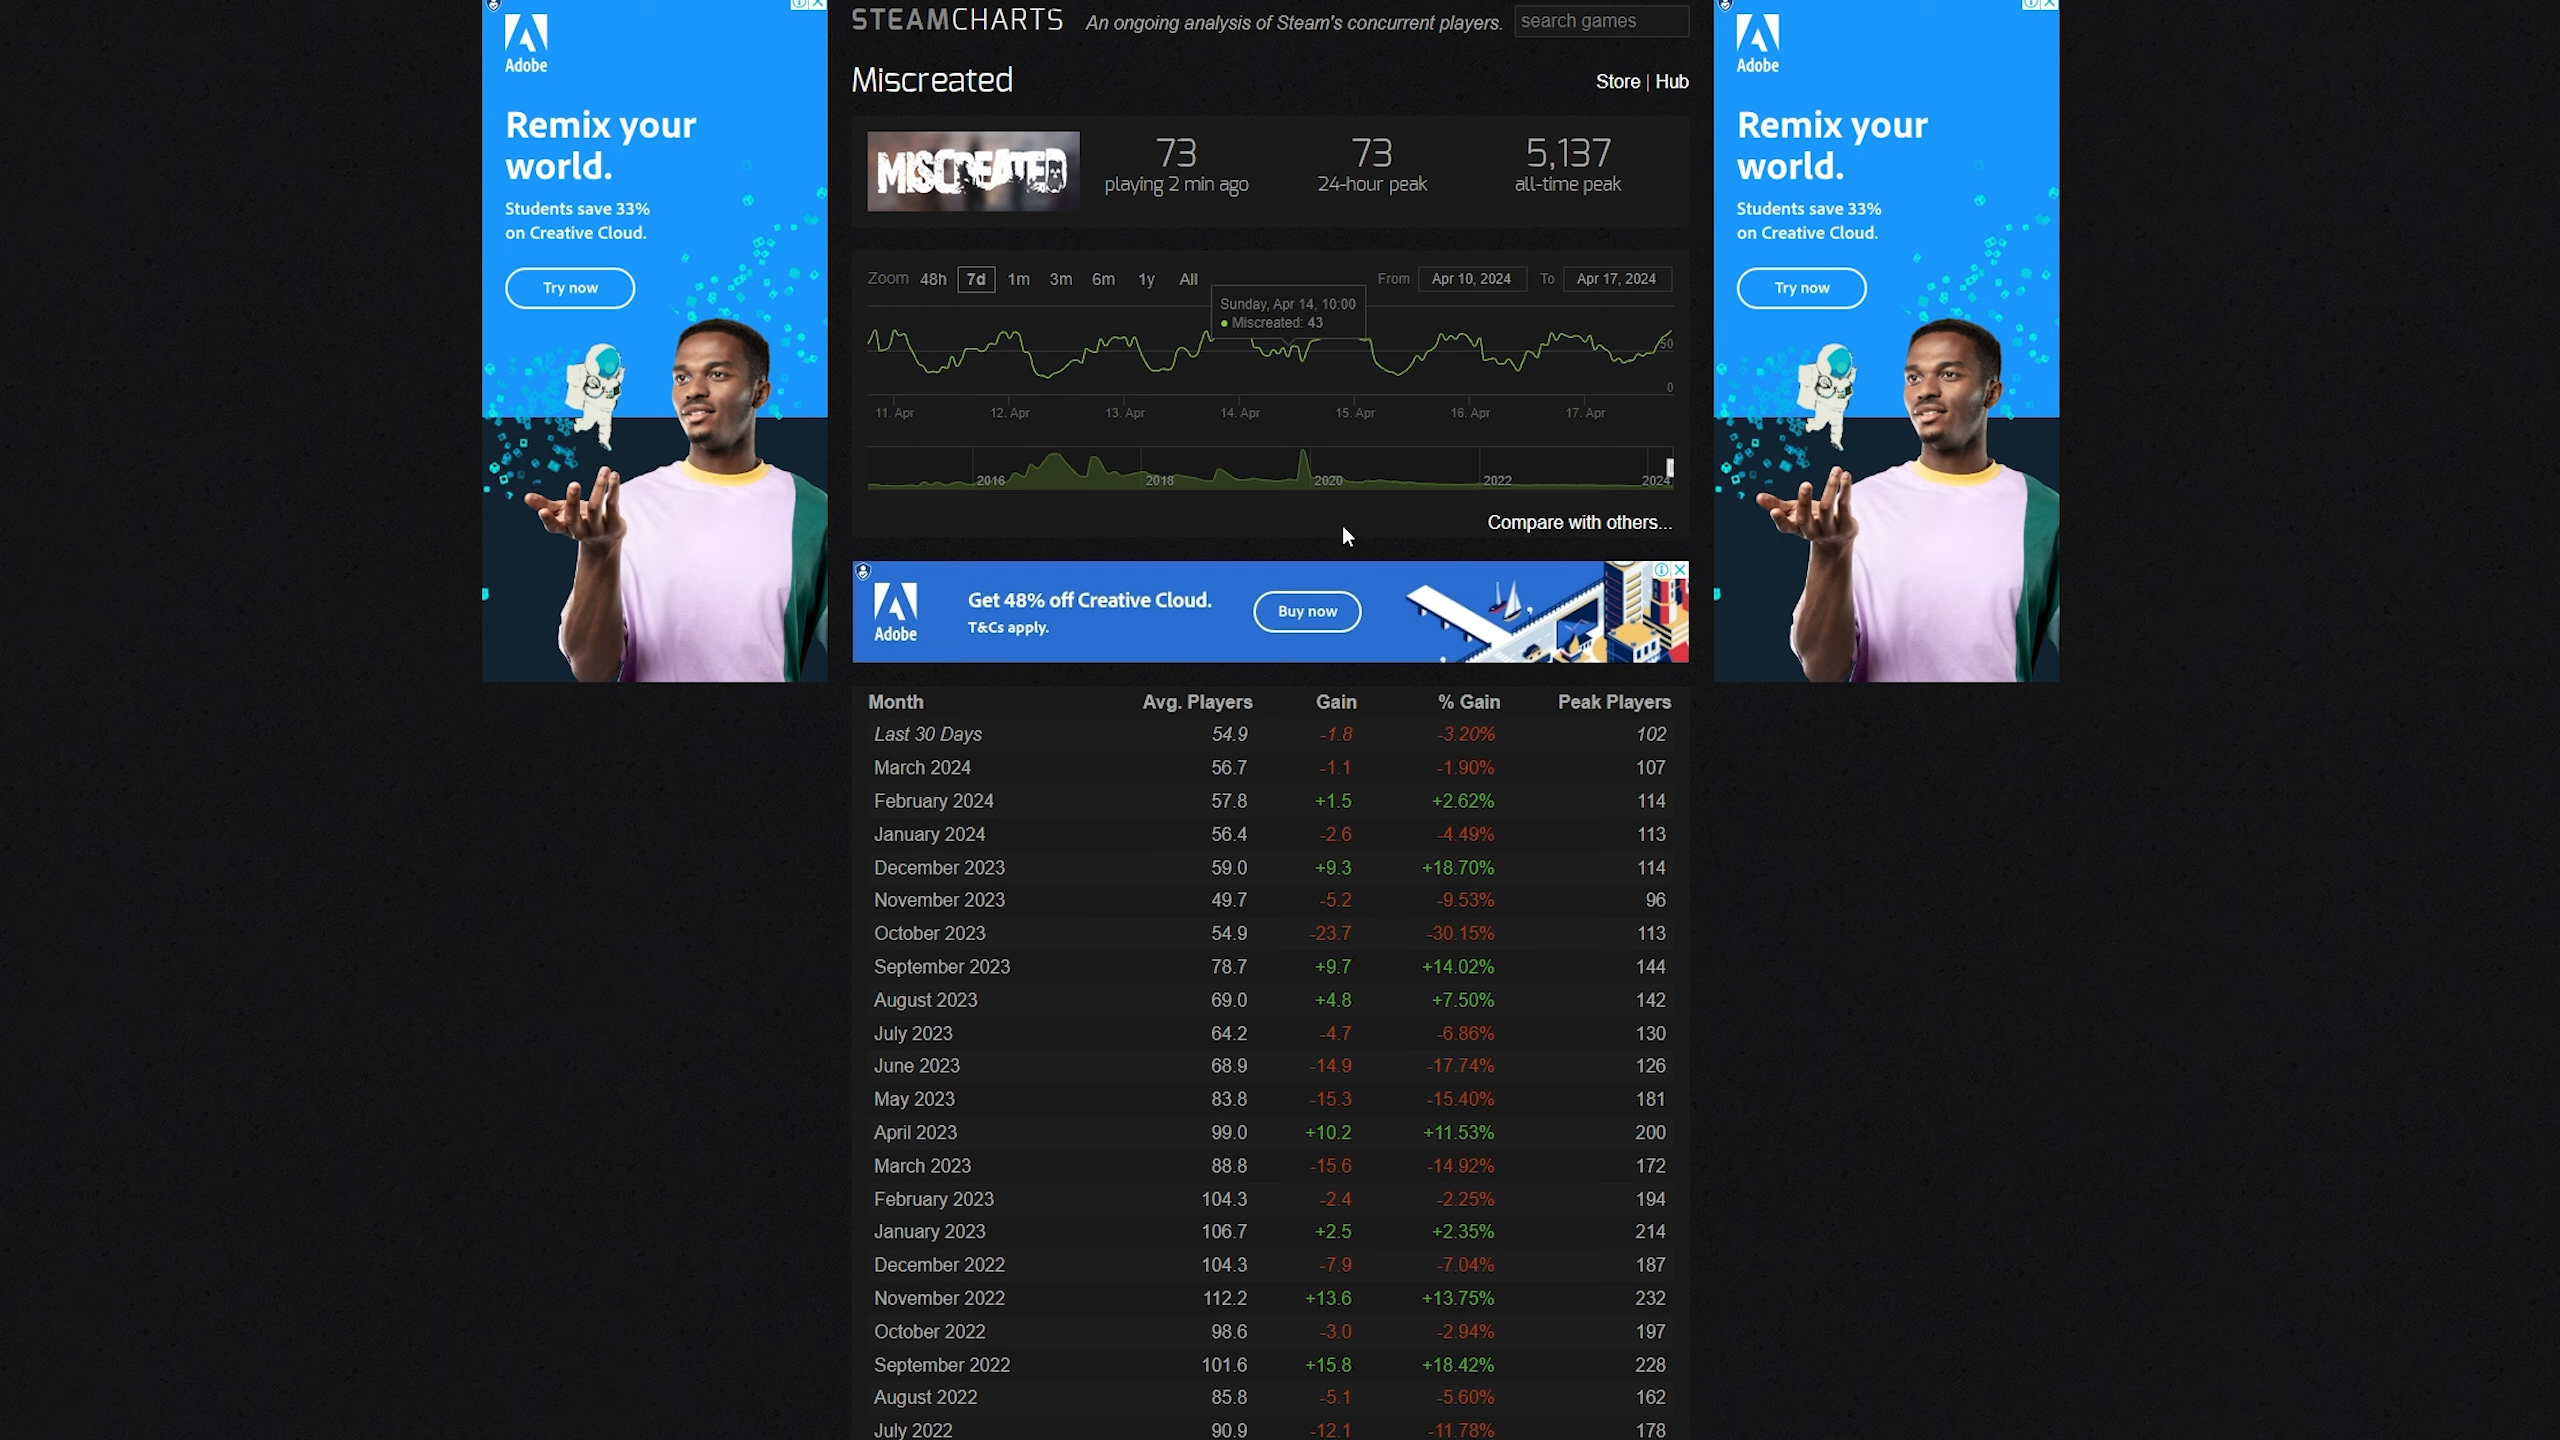 STEAMCHARTS An ongoing analysis of Steam's concurrent players. search games
Miscreated Store | Hub
MISCREATED
73 73 5,137
playing 2 min ago 24-hour peak all-time peak
Zoom 48h 7d 1m 3m 6m 1y All From Apr 10, 2024 To Apr 17, 2024
Sunday, Apr 14, 10:00
● Miscreated: 43
50
0
11. Apr 12. Apr 13. Apr 14. Apr 15. Apr 16. Apr 17. Apr
2016 2018 2020 2022 2024
Compare with others...
Adobe
Get 48% off Creative Cloud.
T&Cs apply.
Buy now
Month Avg. Players Gain % Gain Peak Players
Last 30 Days 54.9 -1.8 -3.20% 102
March 2024 56.7 -1.1 -1.90% 107
February 2024 57.8 +1.5 +2.62% 114
January 2024 56.4 -2.6 -4.49% 113
December 2023 59.0 +9.3 +18.70% 114
November 2023 49.7 -5.2 -9.53% 96
October 2023 54.9 -23.7 -30.15% 113
September 2023 78.7 +9.7 +14.02% 144
August 2023 69.0 +4.8 +7.50% 142
July 2023 64.2 -4.7 -6.86% 130
June 2023 68.9 -14.9 -17.74% 126
May 2023 83.8 -15.3 -15.40% 181
April 2023 99.0 +10.2 +11.53% 200
March 2023 88.8 -15.6 -14.92% 172
February 2023 104.3 -2.4 -2.25% 194
January 2023 106.7 +2.5 +2.35% 214
December 2022 104.3 -7.9 -7.04% 187
November 2022 112.2 +13.6 +13.75% 232
October 2022 98.6 -3.0 -2.94% 197
September 2022 101.6 +15.8 +18.42% 228
August 2022 85.8 -5.1 -5.60% 162
July 2022 90.9 -12.1 -11.78% 178
Adobe
Remix your
world.
Students save 33%
on Creative Cloud.
Try now
Adobe
Remix your
world.
Students save 33%
on Creative Cloud.
Try now